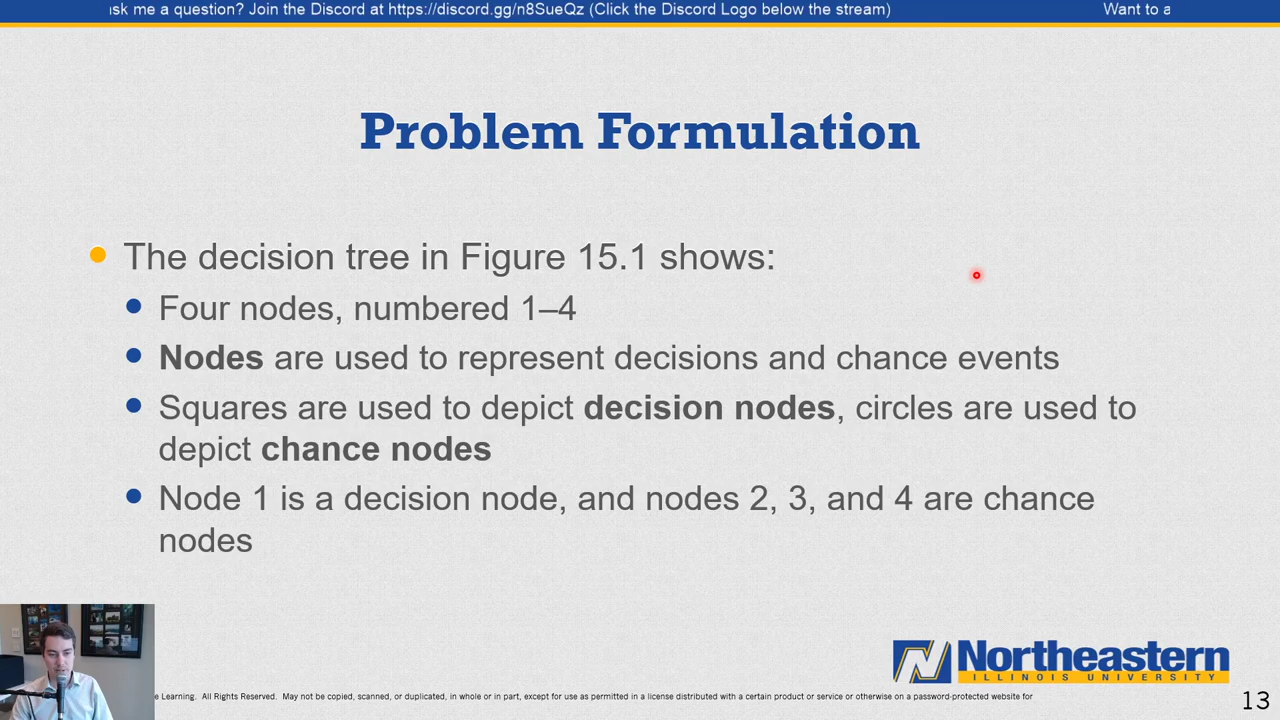 ask me a question? Join the Discord at https://discord.gg/n8SueQz (Click the Discord Logo below the stream) Want to a
Problem Formulation
The decision tree in Figure 15.1 shows:
Four nodes, numbered 1–4
Nodes are used to represent decisions and chance events
Squares are used to depict decision nodes, circles are used to
depict chance nodes
Node 1 is a decision node, and nodes 2, 3, and 4 are chance
nodes
Northeastern
ILLINOIS UNIVERSITY
e Learning. All Rights Reserved. May not be copied, scanned, or duplicated, in whole or in part, except for use as permitted in a license distributed with a certain product or service or otherwise on a password-protected website for
13